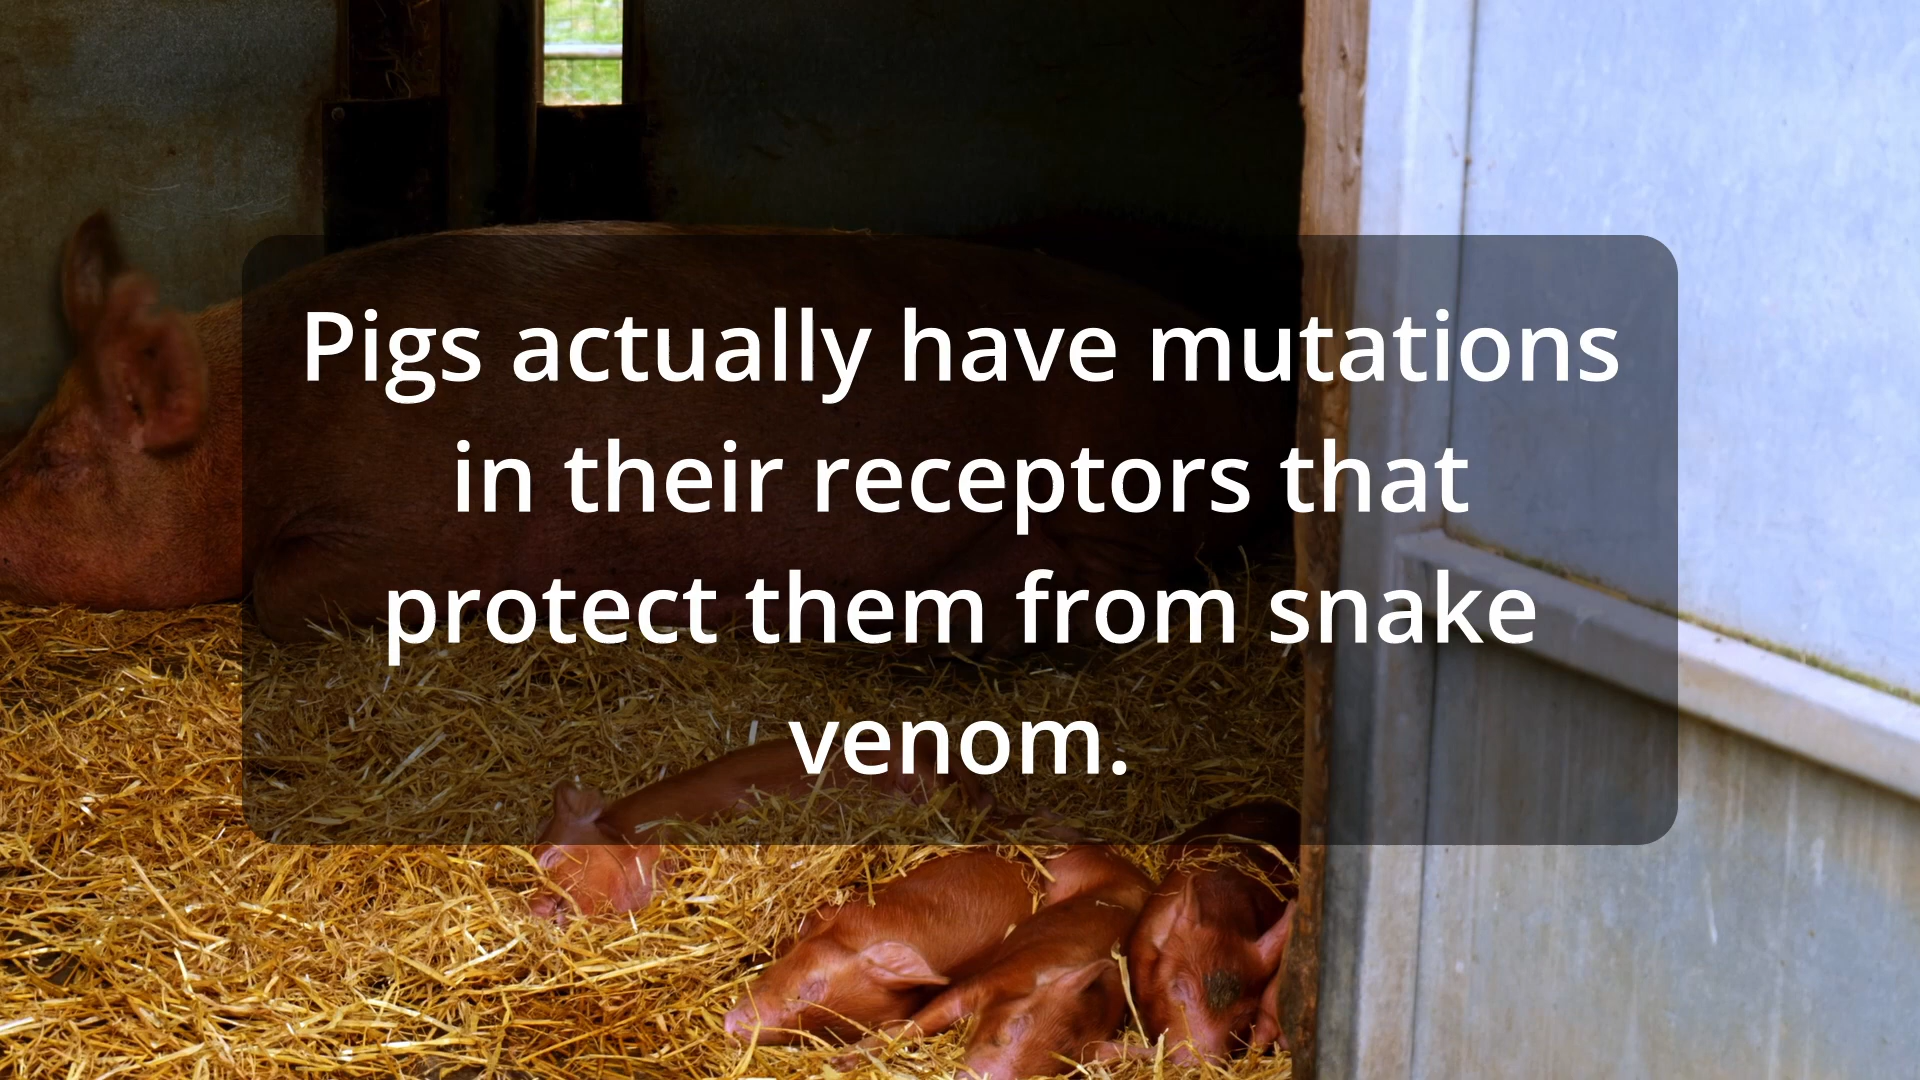 Pigs actually have mutations
in their receptors that
protect them from snake
venom.